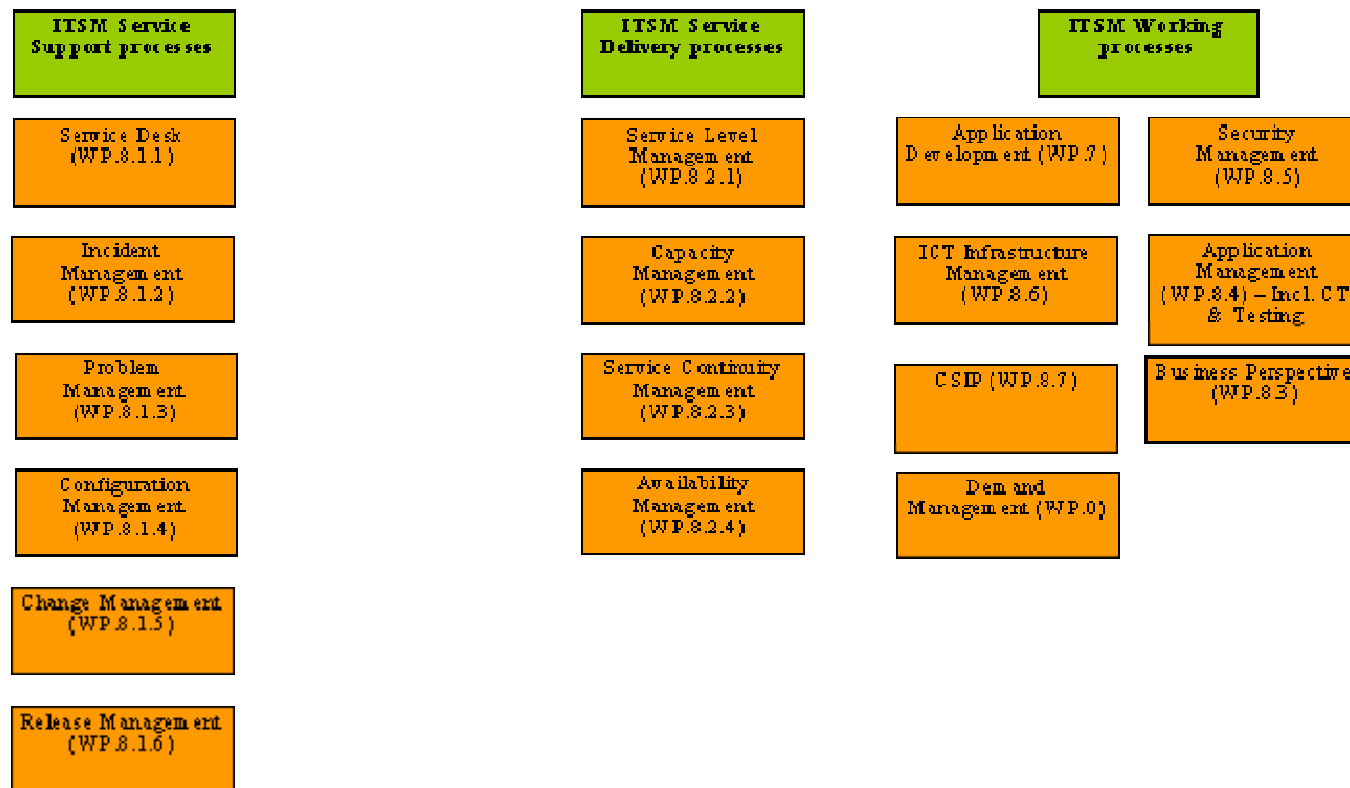 ITSM Service
Support processes
Service Desk
(WP.8.1.1)
Incident
Management
(WP.8.1.2)
Problem
Management
(WP.8.1.3)
Configuration
Management
(WP.8.1.4)
Change Management
(WP.8.1.5)
Release Management
(WP.8.1.6)
ITSM Service
Delivery processes
Service Level
Management
(WP.8.2.1)
Capacity
Management
(WP.8.2.2)
Service Continuity
Management
(WP.8.2.3)
Availability
Management
(WP.8.2.4)
ITSM Working
processes
Application
Development (WP.7)
ICT Infrastructure
Management
(WP.8.6)
CSIP (WP.8.7)
Demand
Management (WP.0)
Security
Management
(WP.8.5)
Application
Management
(WP.8.4) – Incl. CT
& Testing
Business Perspective
(WP.8.3)